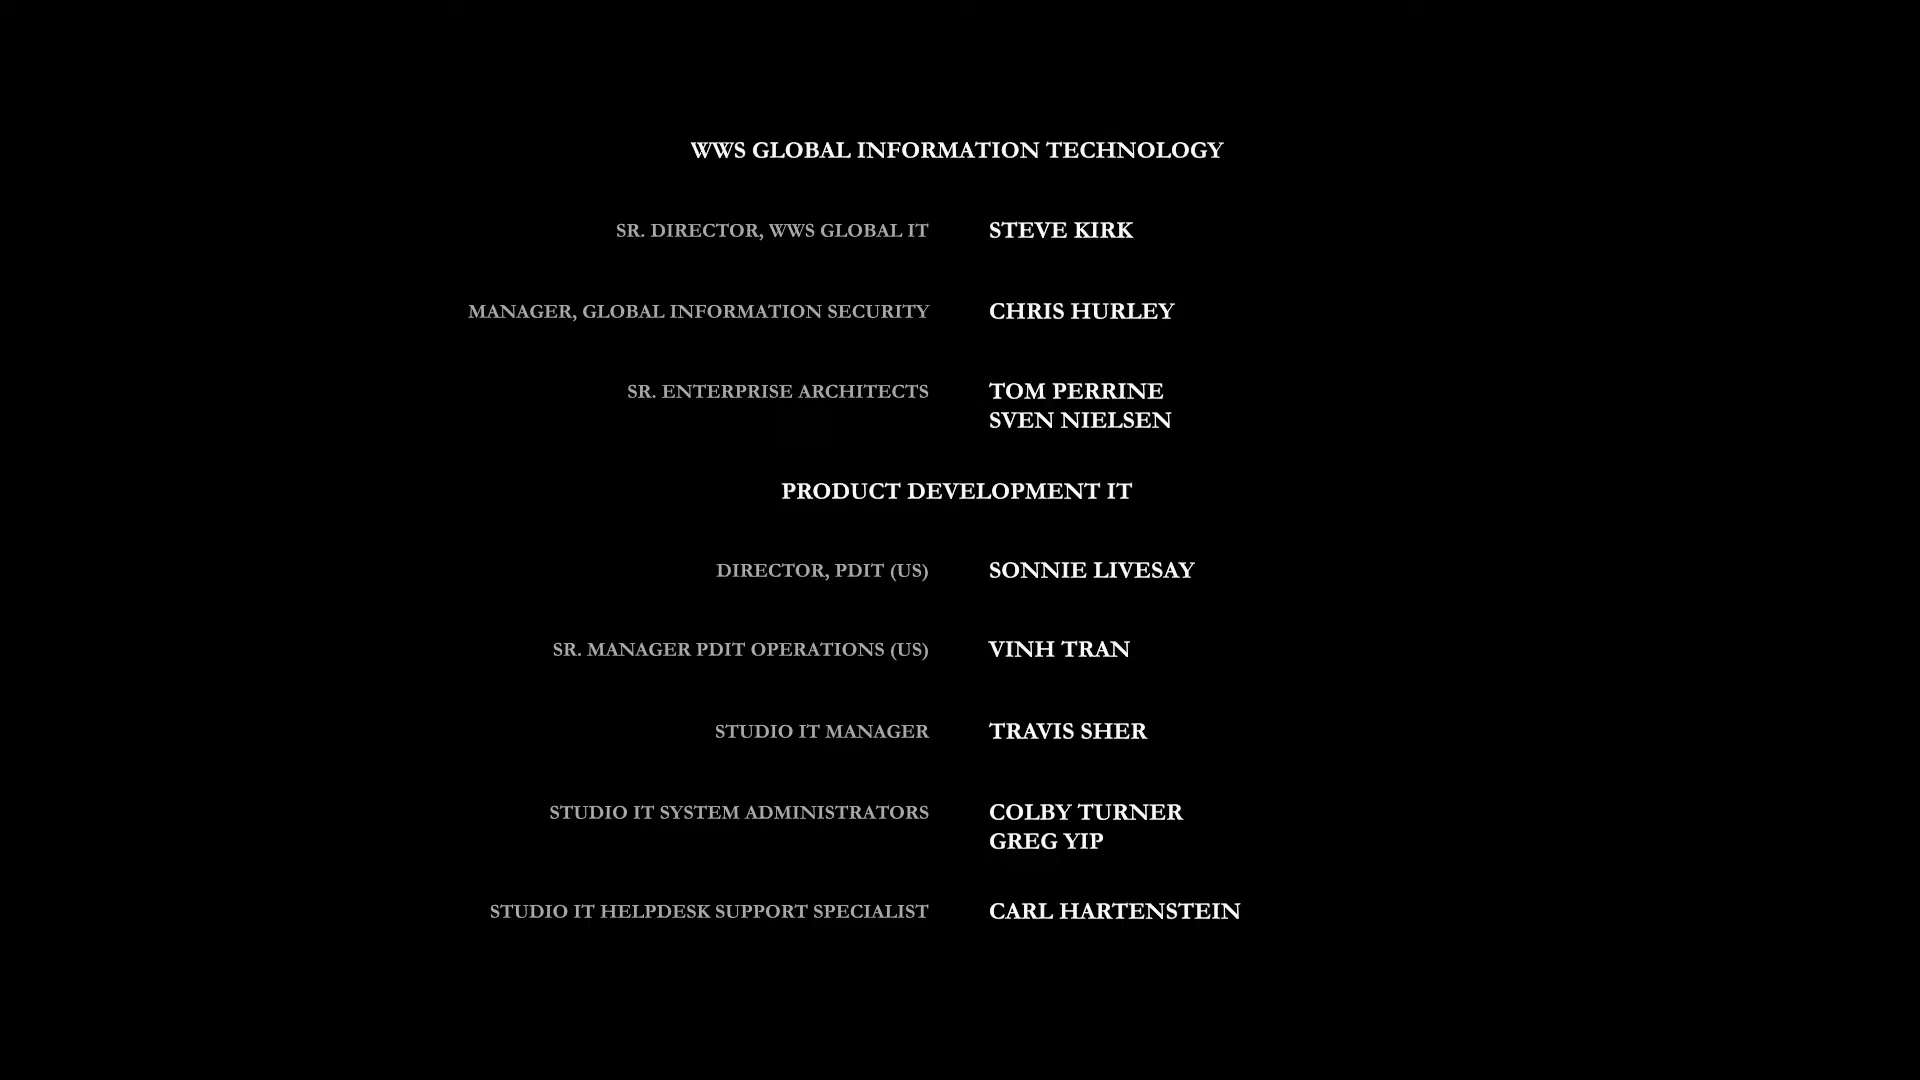 WWS GLOBAL INFORMATION TECHNOLOGY
SR. DIRECTOR, WWS GLOBAL IT STEVE KIRK
MANAGER, GLOBAL INFORMATION SECURITY CHRIS HURLEY
SR. ENTERPRISE ARCHITECTS TOM PERRINE
SVEN NIELSEN
PRODUCT DEVELOPMENT IT
DIRECTOR, PDIT (US) SONNIE LIVESAY
SR. MANAGER PDIT OPERATIONS (US) VINH TRAN
STUDIO IT MANAGER TRAVIS SHER
STUDIO IT SYSTEM ADMINISTRATORS COLBY TURNER
GREG YIP
STUDIO IT HELPDESK SUPPORT SPECIALIST CARL HARTENSTEIN